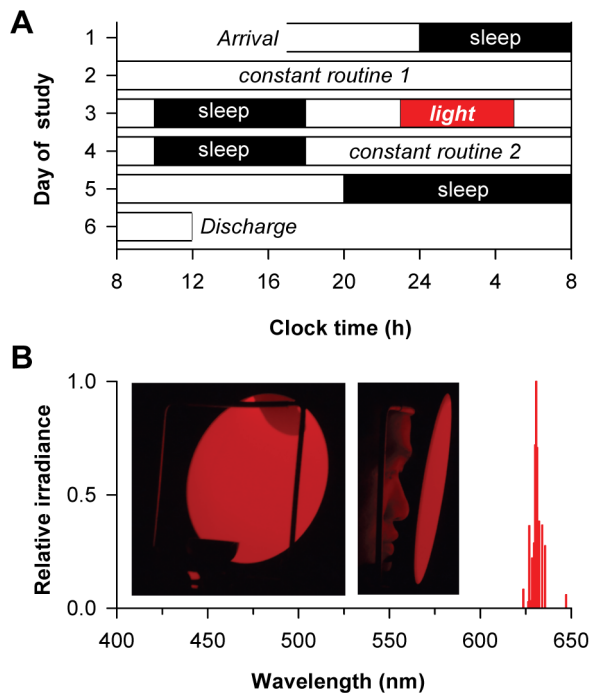 A
Arrival
sleep
1
constant routine 1
2
sleep
light
3
sleep
constant routine 2
4
sleep
5
Discharge
6
Day of study
8 12 16 20 24 4 8
Clock time (h)
B
1.0
0.5
0.0
Relative irradiance
400 450 500 550 600 650
Wavelength (nm)